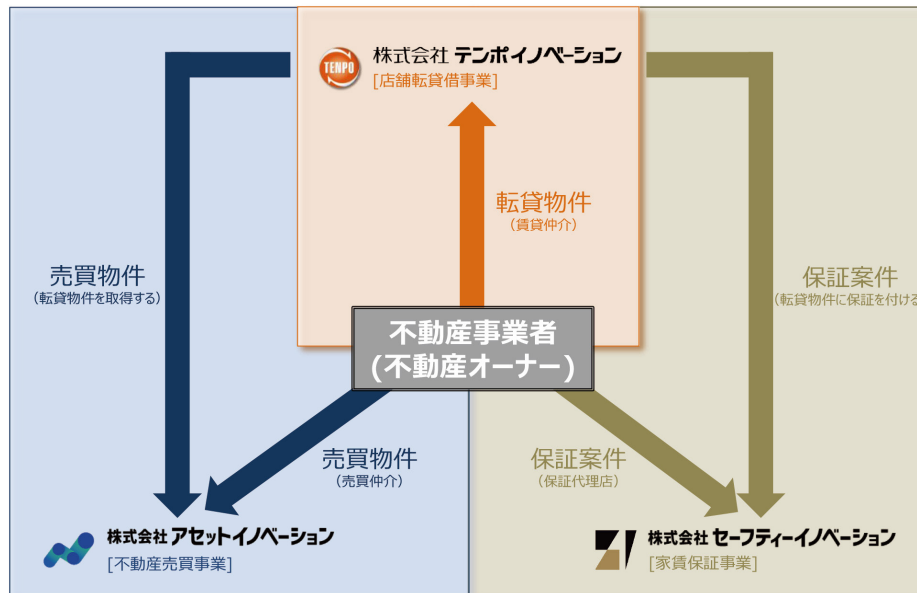 TENPO
株式会社 テンポイノベーション
[店舗転貸借事業]
転貸物件
(賃貸仲介)
売買物件
(転貸物件を取得する)
保証案件
(転貸物件に保証を付ける)
不動産事業者
(不動産オーナー)
売買物件
(売買仲介)
保証案件
(保証代理店)
株式会社 アセットイノベーション
[不動産売買事業]
株式会社 セーフティーイノベーション
[家賃保証事業]